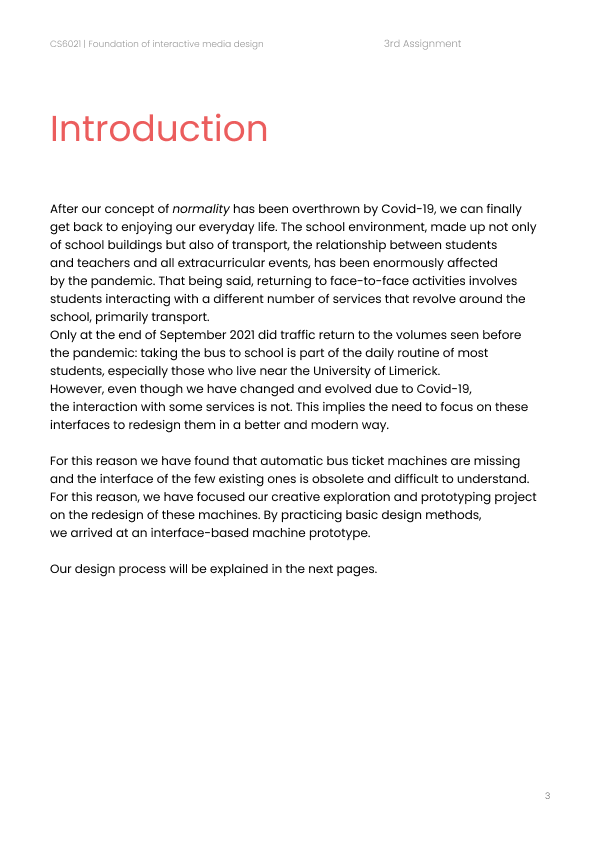 CS6021 | Foundation of interactive media design
3rd Assignment
Introduction
After our concept of normality has been overthrown by Covid-19, we can finally
get back to enjoying our everyday life. The school environment, made up not only
of school buildings but also of transport, the relationship between students
and teachers and all extracurricular events, has been enormously affected
by the pandemic. That being said, returning to face-to-face activities involves
students interacting with a different number of services that revolve around the
school, primarily transport.
Only at the end of September 2021 did traffic return to the volumes seen before
the pandemic: taking the bus to school is part of the daily routine of most
students, especially those who live near the University of Limerick.
However, even though we have changed and evolved due to Covid-19,
the interaction with some services is not. This implies the need to focus on these
interfaces to redesign them in a better and modern way.
For this reason we have found that automatic bus ticket machines are missing
and the interface of the few existing ones is obsolete and difficult to understand.
For this reason, we have focused our creative exploration and prototyping project
on the redesign of these machines. By practicing basic design methods,
we arrived at an interface-based machine prototype.
Our design process will be explained in the next pages.
3